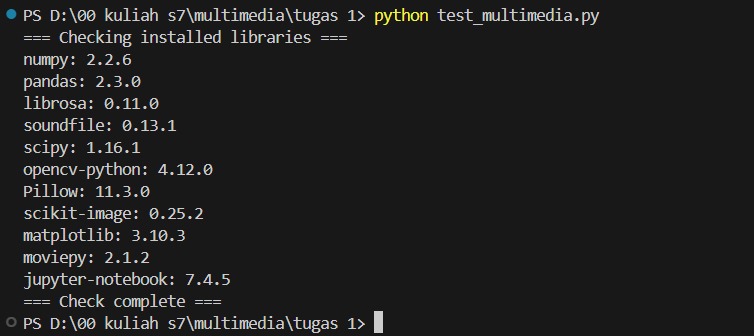 PS D:\00 kuliah s7\multimedia\tugas 1> python test_multimedia.py
=== Checking installed libraries ===
numpy: 2.2.6
pandas: 2.3.0
librosa: 0.11.0
soundfile: 0.13.1
scipy: 1.16.1
opencv-python: 4.12.0
Pillow: 11.3.0
scikit-image: 0.25.2
matplotlib: 3.10.3
moviepy: 2.1.2
jupyter-notebook: 7.4.5
=== Check complete ===
PS D:\00 kuliah s7\multimedia\tugas 1>